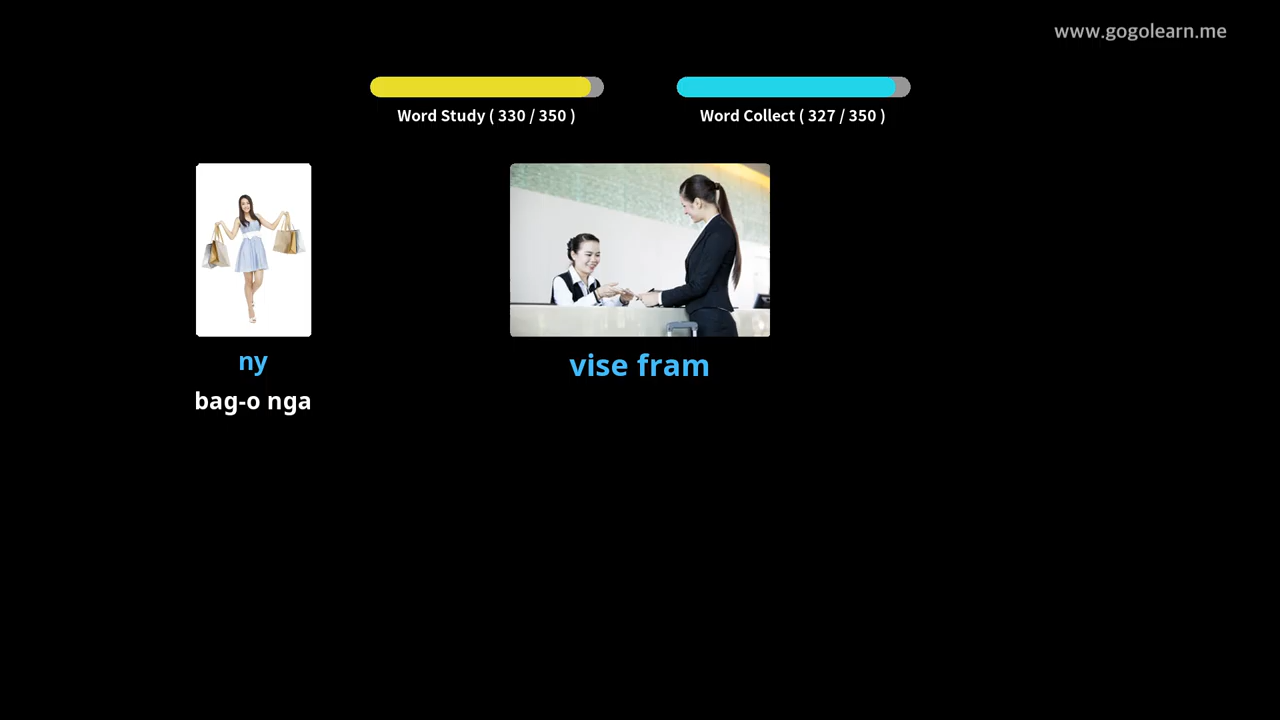 www.gogolearn.me
Word Study ( 330 / 350 )
Word Collect ( 327 / 350 )
ny
bag-o nga
vise fram